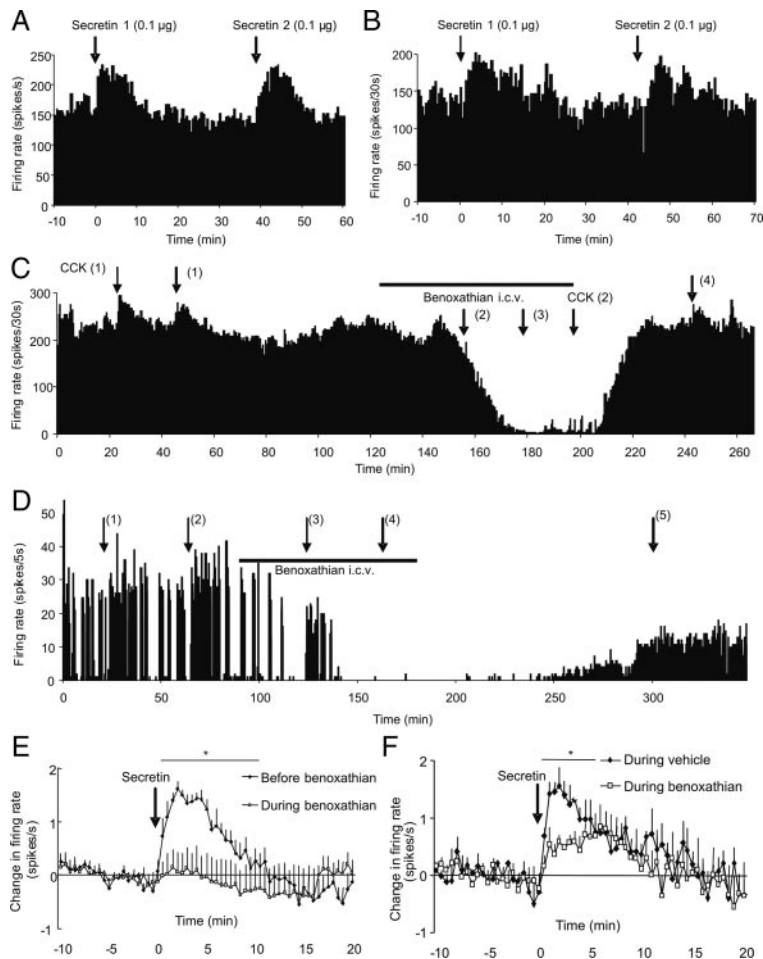 A
Secretin 1 (0.1 µg) Secretin 2 (0.1 µg)
Firing rate (spikes/s)
250
200
150
100
50
0
-10 0 10 20 30 40 50 60
Time (min)
B
Secretin 1 (0.1 µg) Secretin 2 (0.1 µg)
Firing rate (spikes/30s)
200
150
100
50
0
-10 0 10 20 30 40 50 60 70
Time (min)
C
CCK (1) (1) (4)
Benoxathian i.c.v. CCK (2)
(2) (3)
Firing rate (spikes/30s)
300
200
300
0
0 20 40 60 80 100 120 140 160 180 200 220 240 260
Time (min)
D
(1) (2) (3) (4) (5)
Benoxathian i.c.v.
Firing rate (spikes/5s)
50
40
30
20
10
0
0 50 100 150 200 250 300
Time (min)
E
*
Secretin
Before benoxathian
During benoxathian
Change in firing rate
(spikes/s)
2
1
0
-1
-10 -5 0 5 10 15 20
Time (min)
F
*
Secretin
During vehicle
During benoxathian
Change in firing rate
(spikes/s)
2
1
0
-1
-10 -5 0 5 10 15 20
Time (min)